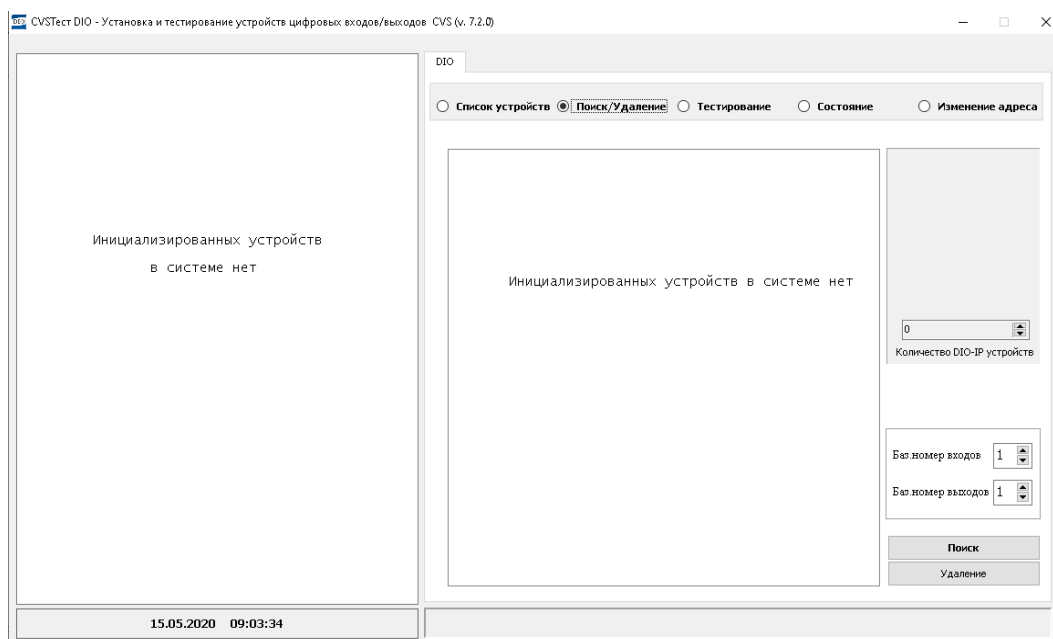 DIO CVSТест DIO - Установка и тестирование устройств цифровых входов/выходов CVS (v. 7.2.0)
DIO
Список устройств Поиск/Удаление Тестирование Состояние Изменение адреса
Инициализированных устройств
в системе нет
Инициализированных устройств в системе нет
0
Количество DIO-IP устройств
Баз.номер входов 1
Баз.номер выходов 1
Поиск
Удаление
15.05.2020 09:03:34